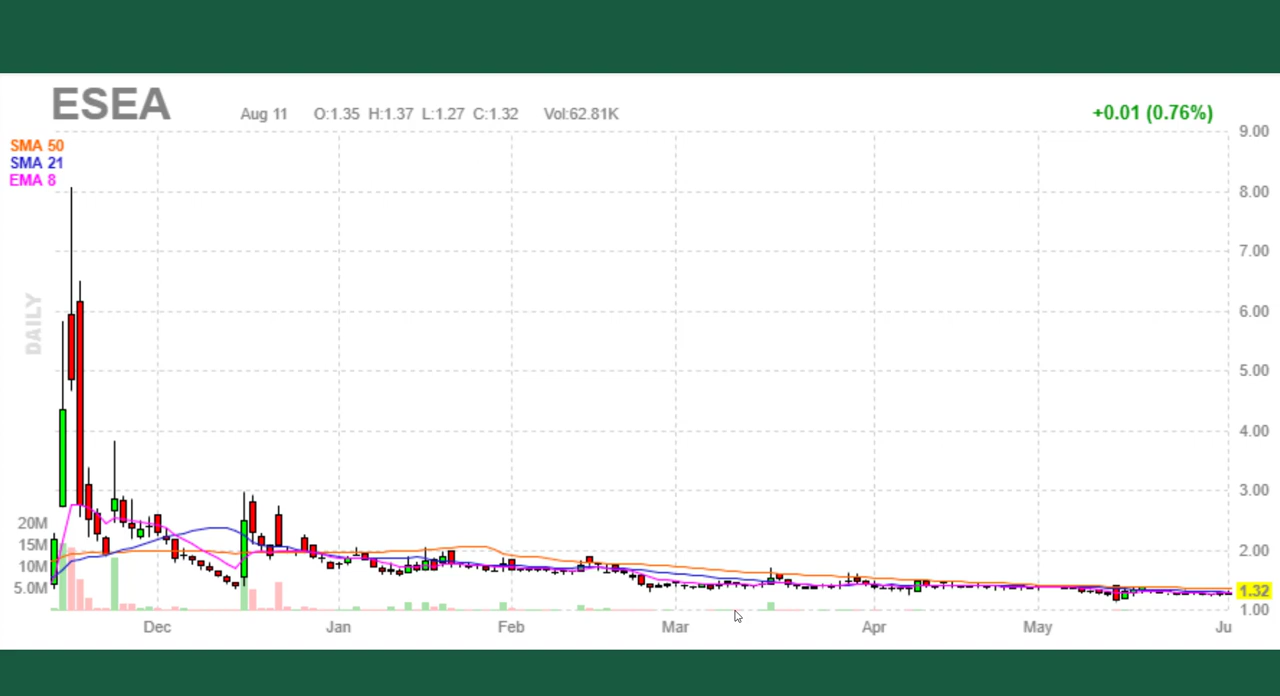 ESEA Aug 11 O:1.35 H:1.37 L:1.27 C:1.32 Vol:62.81K +0.01 (0.76%)
SMA 50
SMA 21
EMA 8
DAILY
9.00
8.00
7.00
6.00
5.00
4.00
3.00
2.00
1.32
1.00
20M
15M
10M
5.0M
Dec Jan Feb Mar Apr May Ju